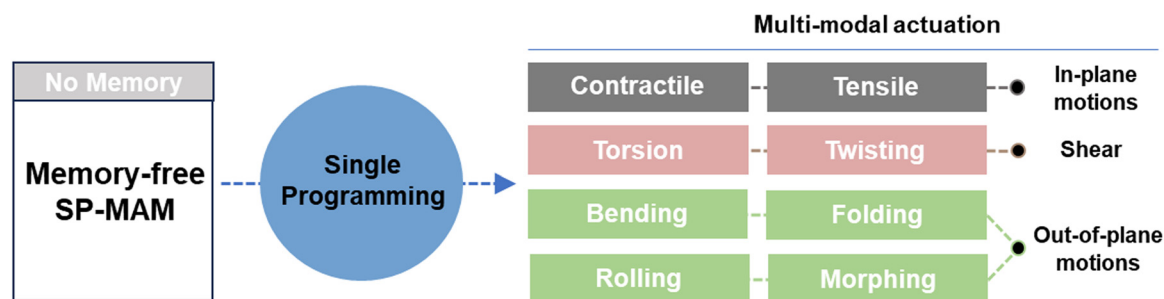 Multi-modal actuation
No Memory
Memory-free
SP-MAM
Single
Programming
Contractile
Tensile
In-plane
motions
Torsion
Twisting
Shear
Bending
Folding
Rolling
Morphing
Out-of-plane
motions